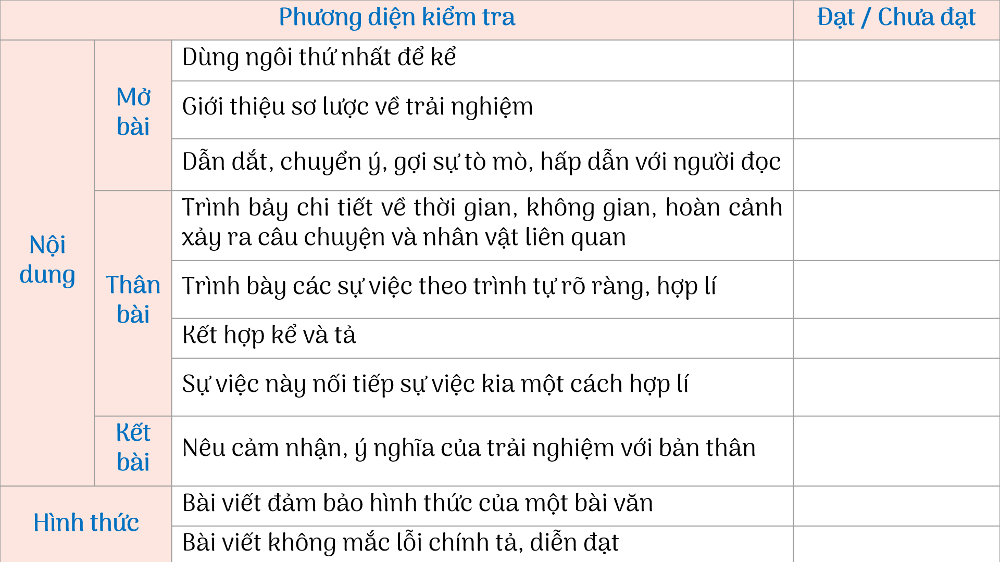 Phương diện kiểm tra
Đạt / Chưa đạt
Nội
dung
Mở
bài
Dùng ngôi thứ nhất để kể
Giới thiệu sơ lược về trải nghiệm
Dẫn dắt, chuyển ý, gợi sự tò mò, hấp dẫn với người đọc
Thân
bài
Trình bảy chi tiết về thời gian, không gian, hoàn cảnh
xảy ra câu chuyện và nhân vật liên quan
Trình bày các sự việc theo trình tự rõ ràng, hợp lí
Kết hợp kể và tả
Sự việc này nối tiếp sự việc kia một cách hợp lí
Kết
bài
Nêu cảm nhận, ý nghĩa của trải nghiệm với bản thân
Hình thức
Bài viết đảm bảo hình thức của một bài văn
Bài viết không mắc lỗi chính tả, diễn đạt